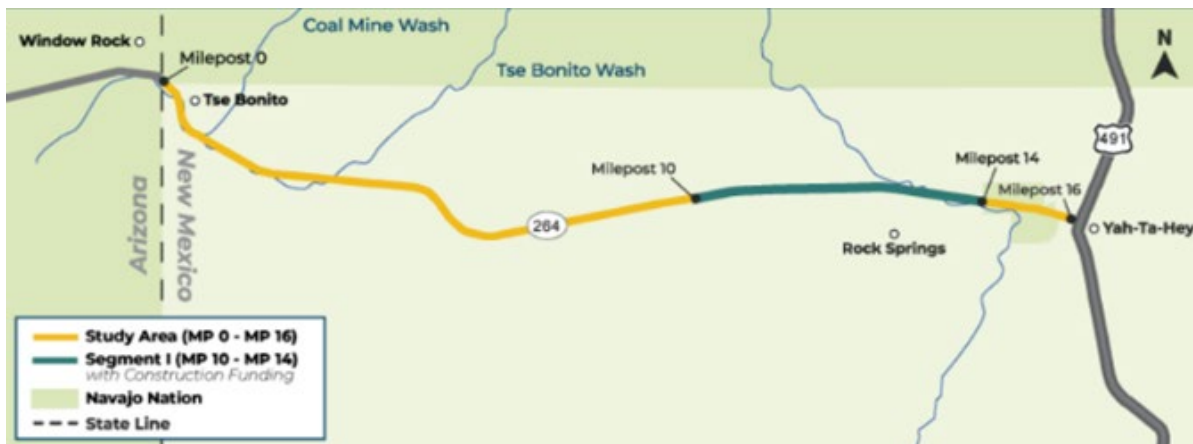 Coal Mine Wash
Window Rock
Milepost 0
N
Tse Bonito Wash
Tse Bonito
491
Milepost 10
Milepost 14
Milepost 16
Arizona
New Mexico
264
Rock Springs
Yah-Ta-Hey
Study Area (MP 0 - MP 16)
Segment I (MP 10 - MP 14)
with Construction Funding
Navajo Nation
State Line